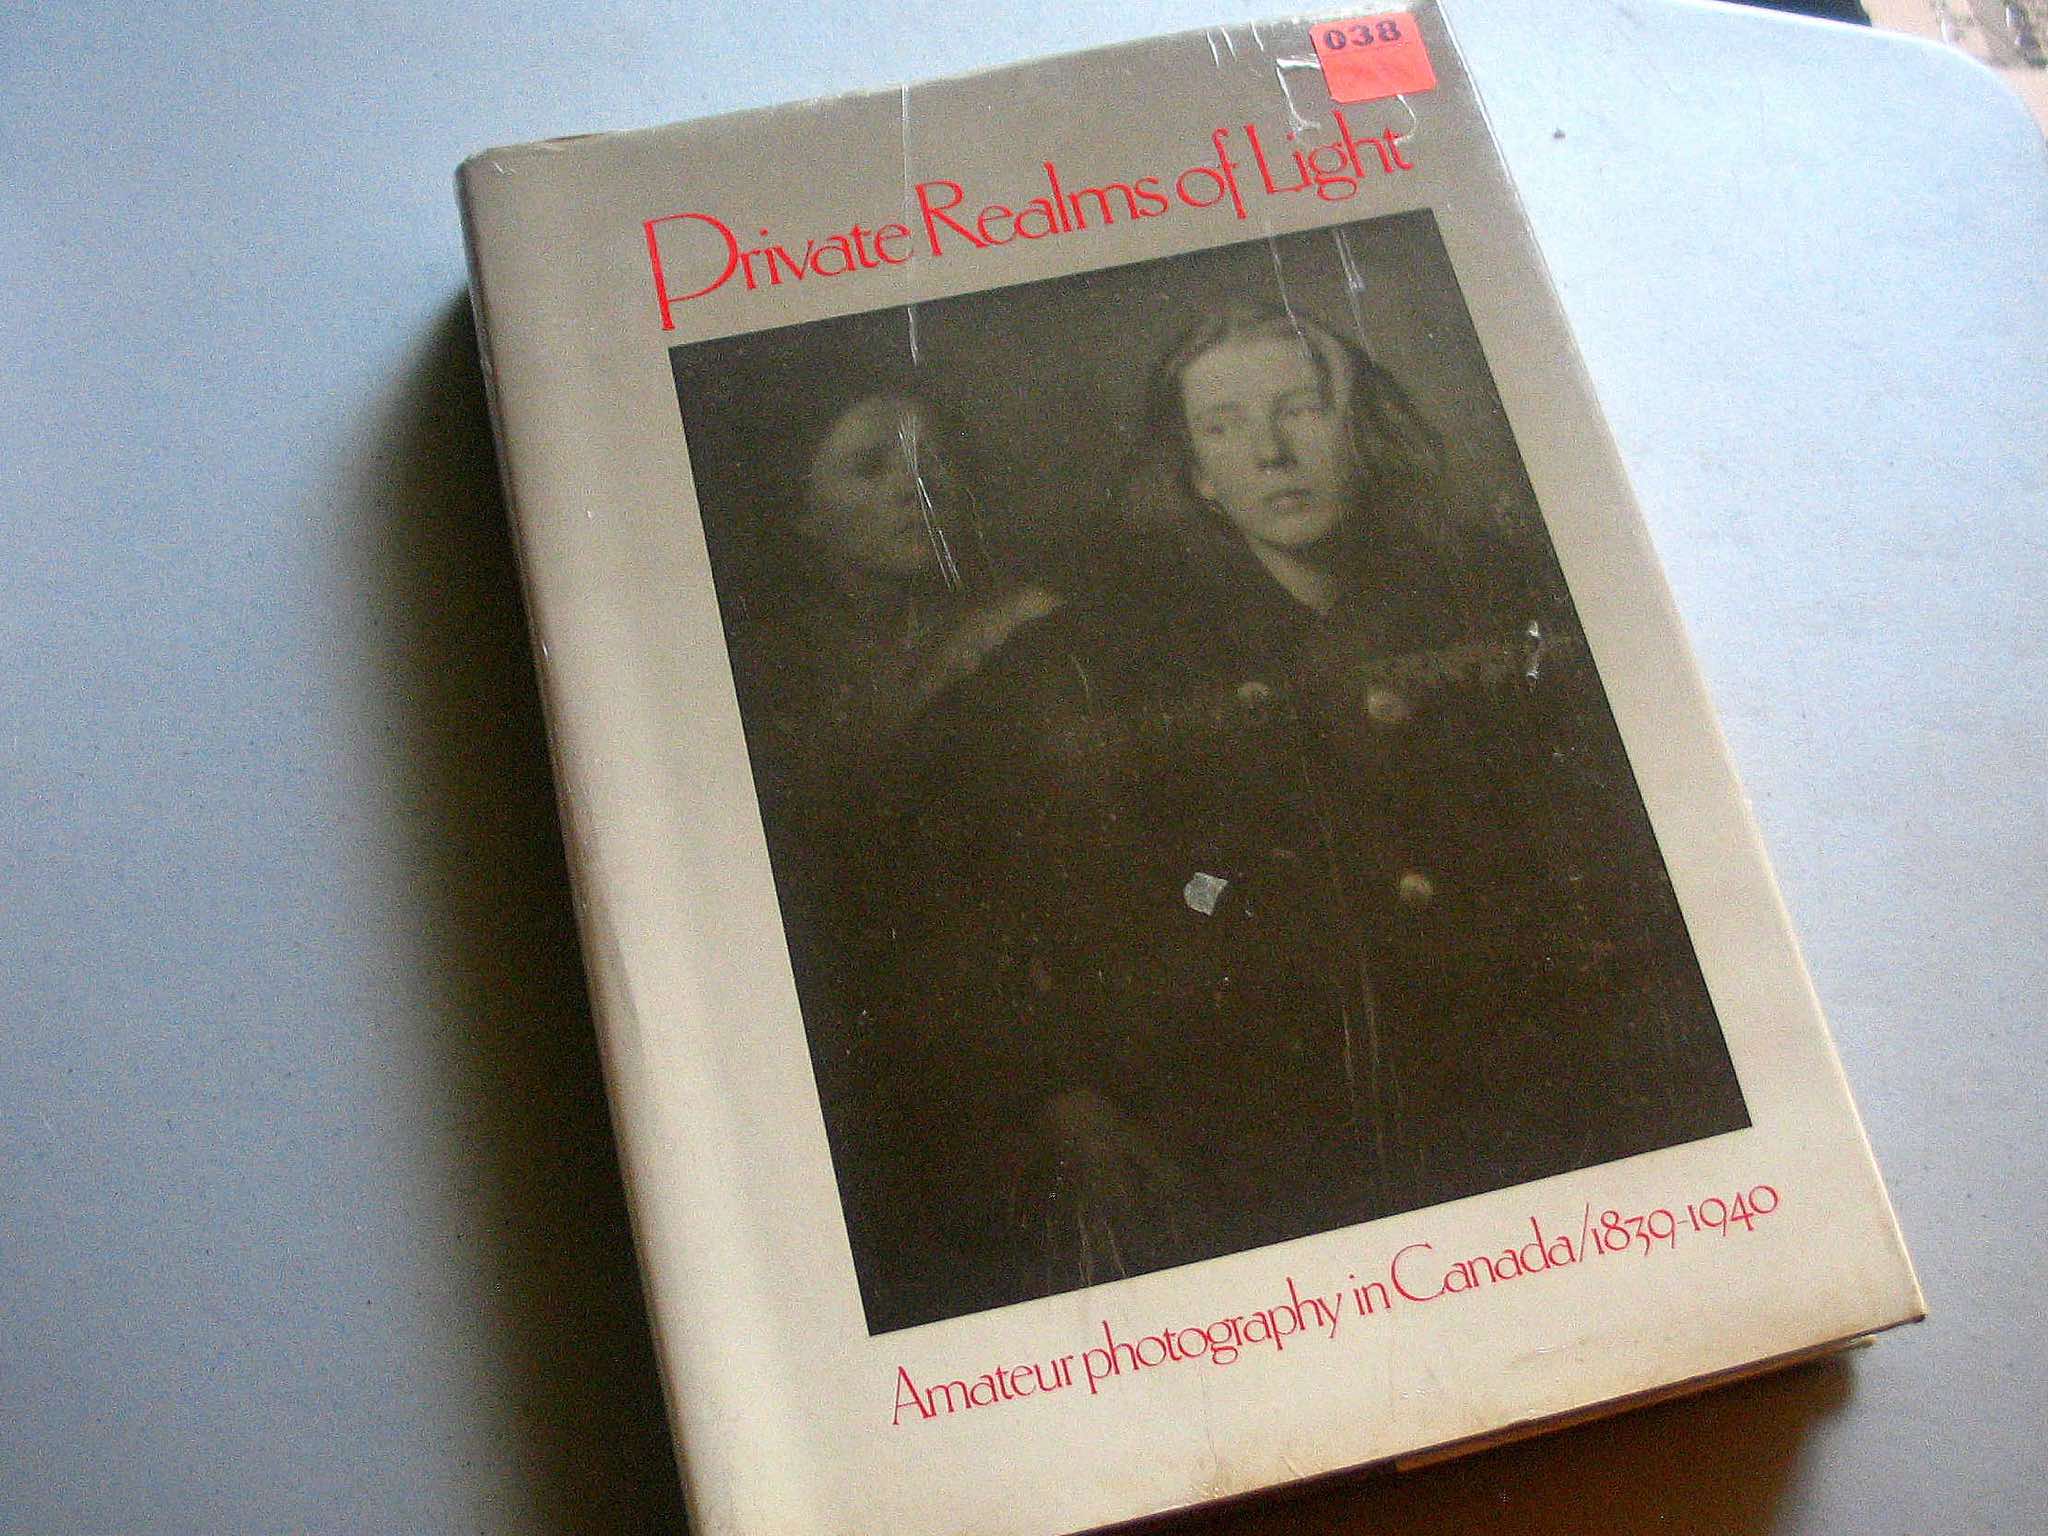 038
Private Realms of Light
Amateur photography in Canada/1839-1940